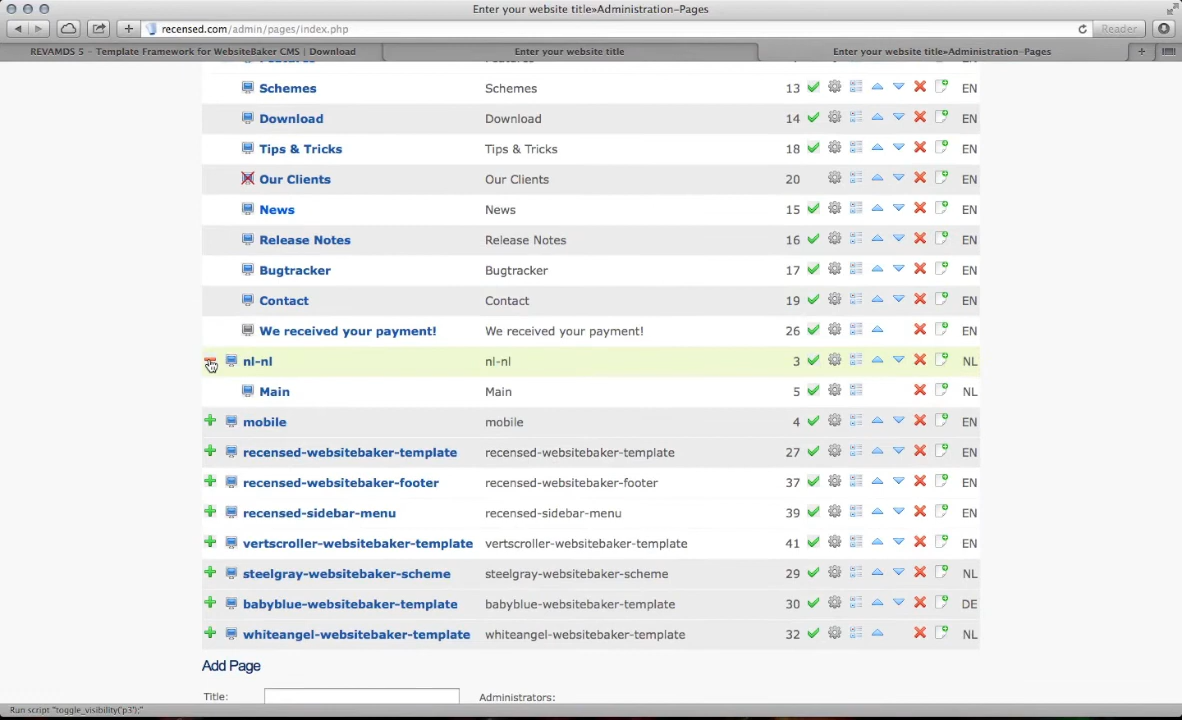 Enter your website title»Administration-Pages
recensed.com/admin/pages/index.php
Reader
REVAMDS 5 – Template Framework for WebsiteBaker CMS | Download
Enter your website title
Enter your website title»Administration-Pages
Features
Features
Schemes Schemes 13 EN
Download Download 14 EN
Tips & Tricks Tips & Tricks 18 EN
Our Clients Our Clients 20 EN
News News 15 EN
Release Notes Release Notes 16 EN
Bugtracker Bugtracker 17 EN
Contact Contact 19 EN
We received your payment! We received your payment! 26 EN
nl-nl nl-nl 3 NL
Main Main 5 NL
mobile mobile 4 EN
recensed-websitebaker-template recensed-websitebaker-template 27 EN
recensed-websitebaker-footer recensed-websitebaker-footer 37 EN
recensed-sidebar-menu recensed-sidebar-menu 39 EN
vertscroller-websitebaker-template vertscroller-websitebaker-template 41 EN
steelgray-websitebaker-scheme steelgray-websitebaker-scheme 29 NL
babyblue-websitebaker-template babyblue-websitebaker-template 30 DE
whiteangel-websitebaker-template whiteangel-websitebaker-template 32 NL
Add Page
Title: Administrators:
Run script "toggle_visibility('p3');"